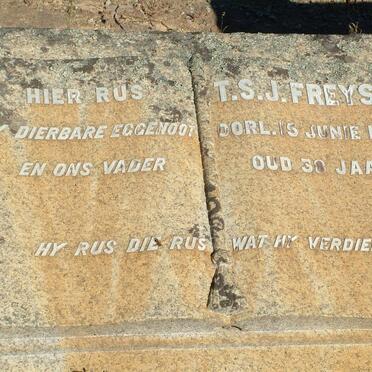 HIER RUS
DIERBARE EGGENOOT
EN ONS VADER
T.S.J. FREYS
OORL. 15 JUNIE
OUD 30 JAA
HY RUS DIE RUS WAT HY VERDIE